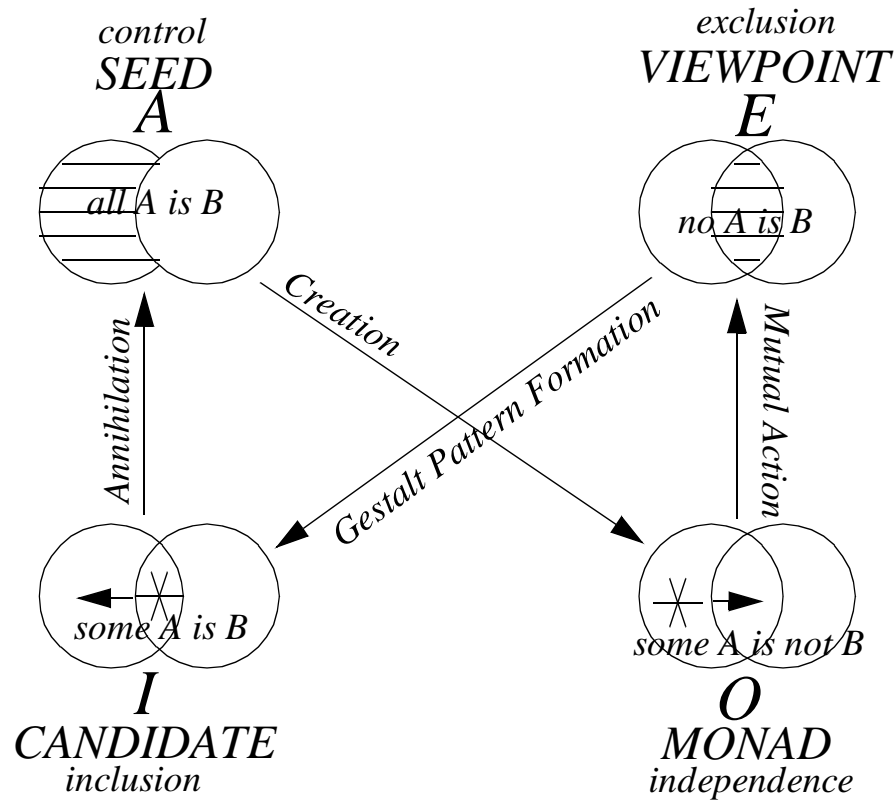 control
SEED
A
all A is B
exclusion
VIEWPOINT
E
no A is B
Creation
Annihilation
Gestalt Pattern Formation
Mutual Action
some A is B
I
CANDIDATE
inclusion
some A is not B
O
MONAD
independence